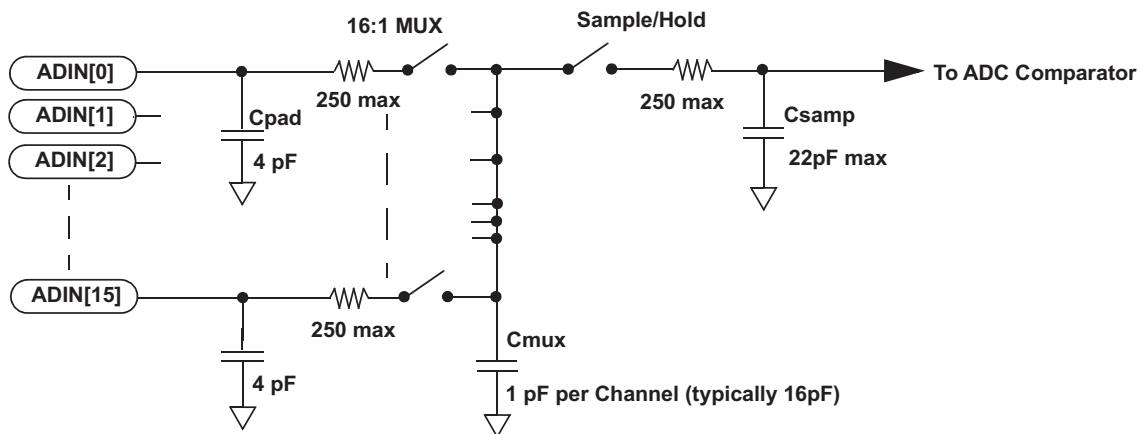 16:1 MUX
Sample/Hold
ADIN[0]
To ADC Comparator
250 max
250 max
ADIN[1]
Cpad
Csamp
ADIN[2]
4 pF
22pF max
ADIN[15]
250 max
Cmux
4 pF
1 pF per Channel (typically 16pF)